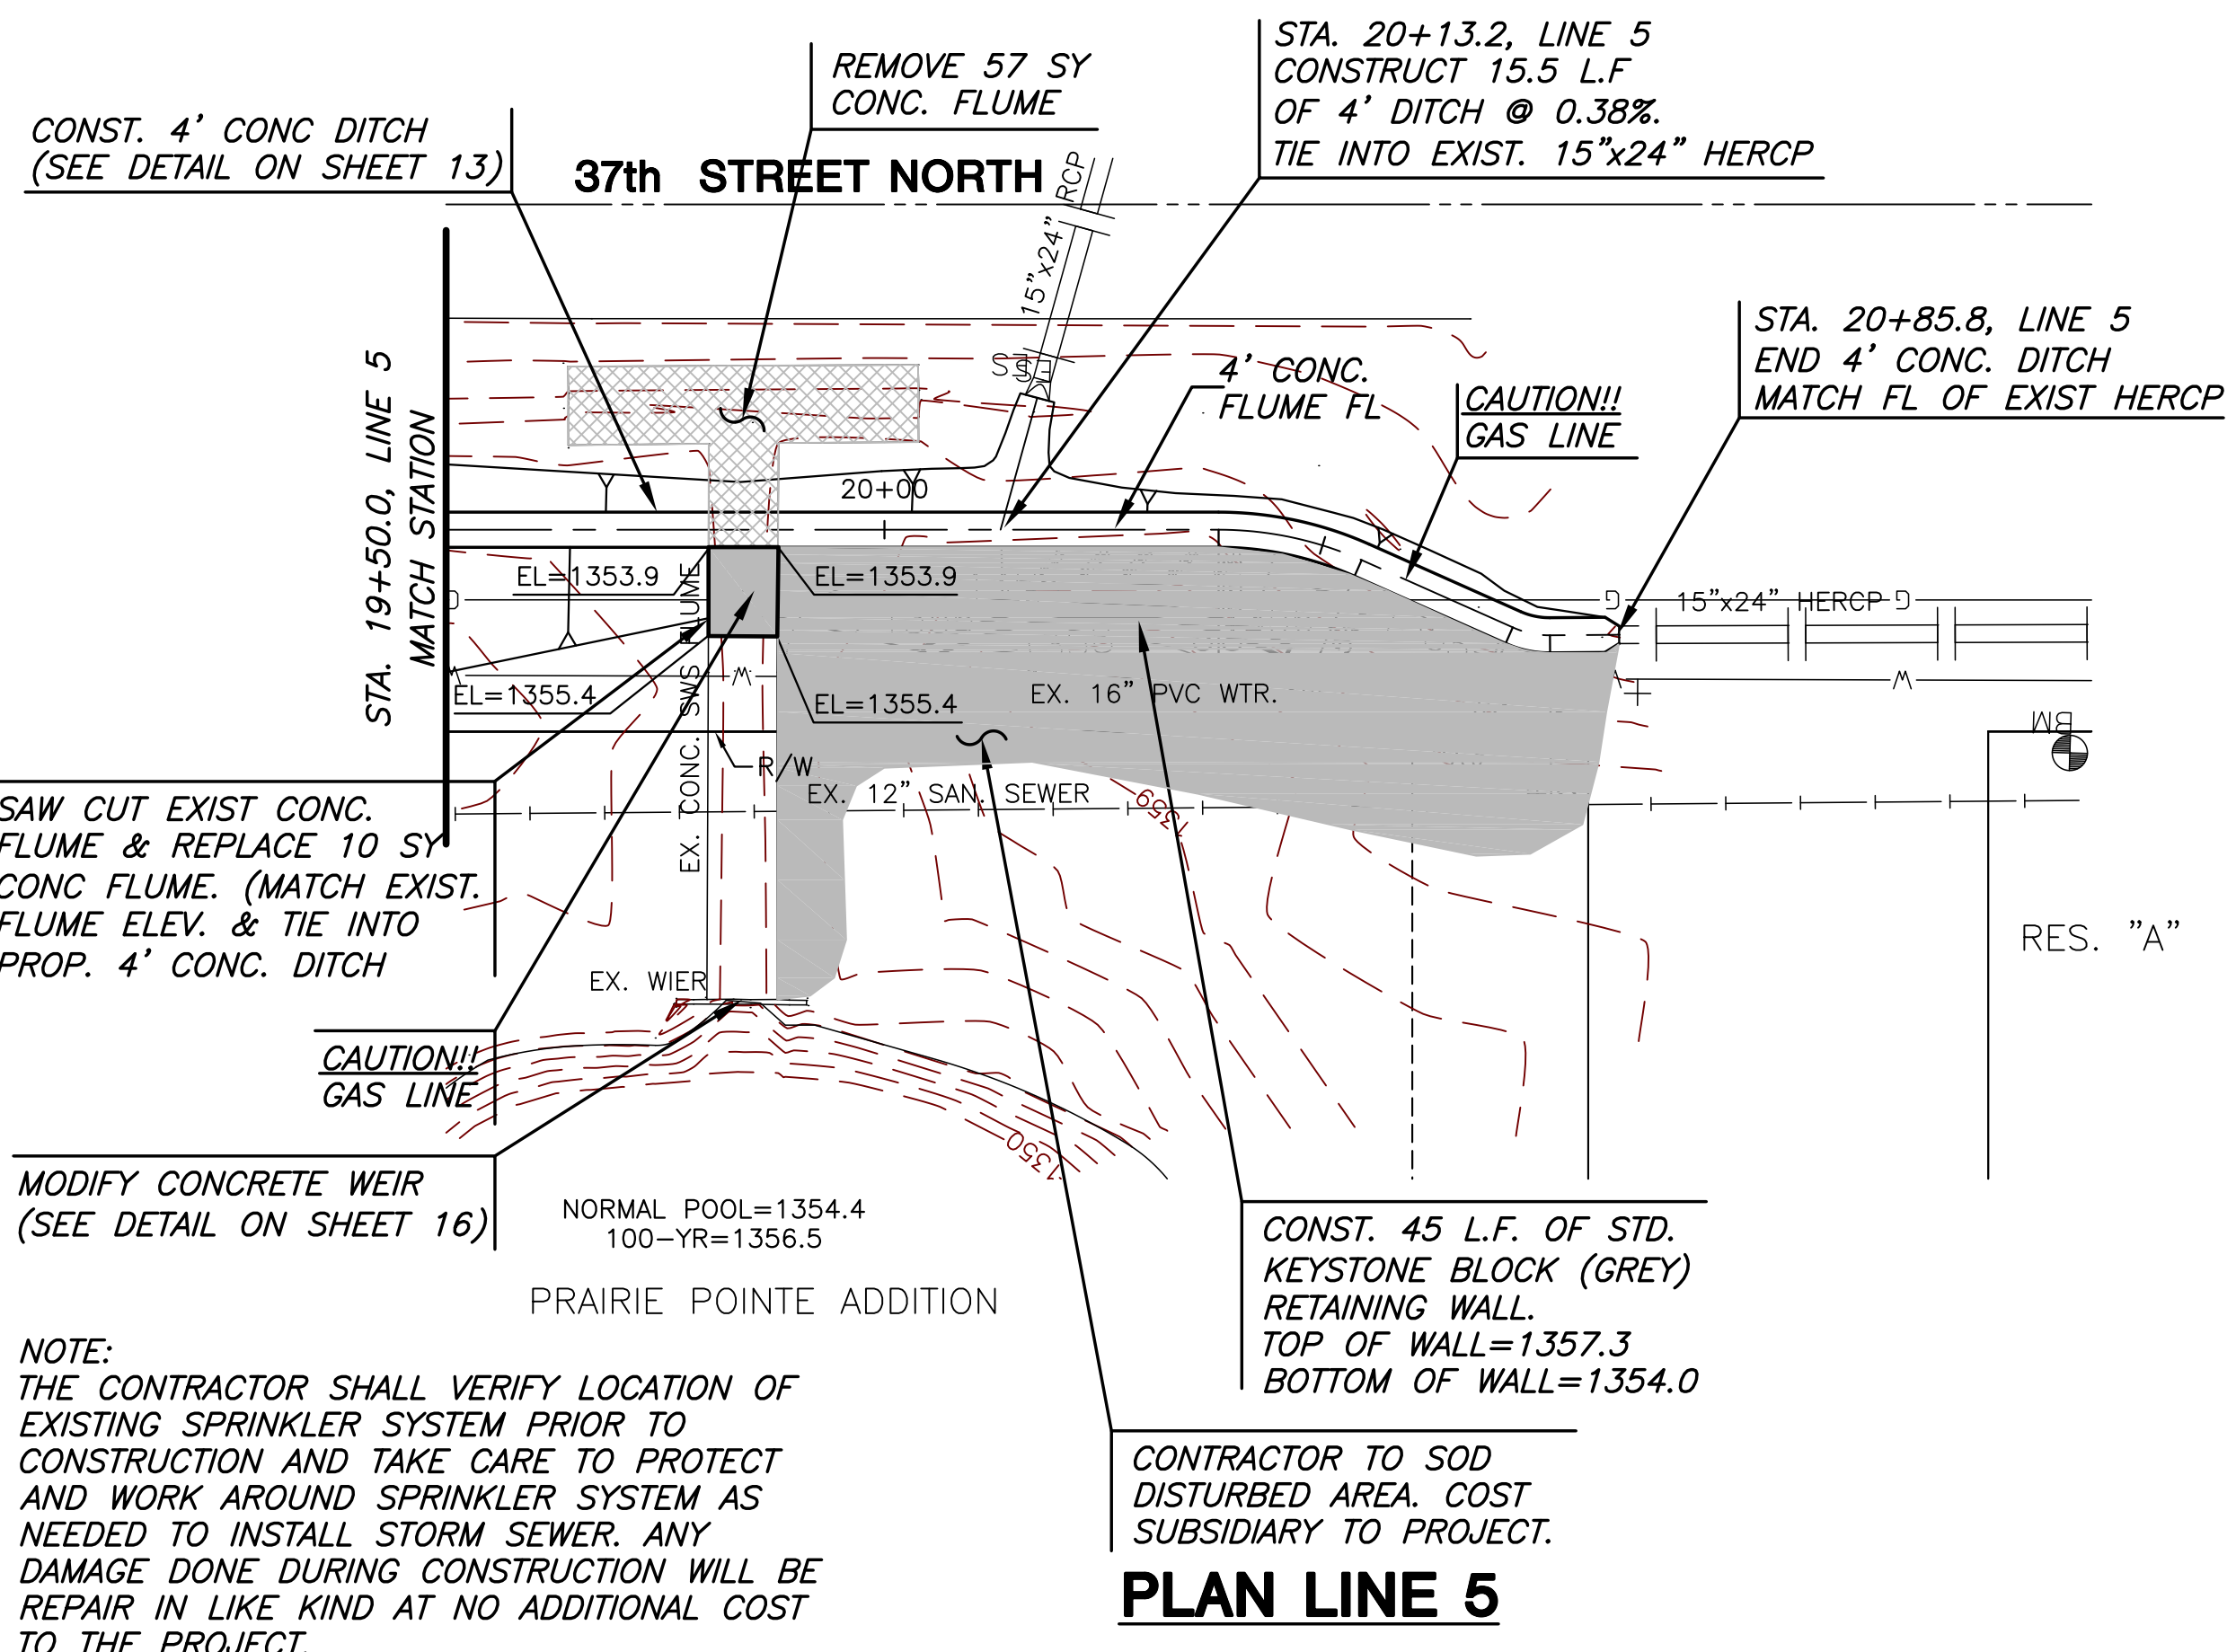 STA. 20+13.2, LINE 5
CONSTRUCT 15.5 L.F
OF 4' DITCH @ 0.38%.
TIE INTO EXIST. 15"x24" HERCP
REMOVE 57 SY
CONC. FLUME
CONST. 4' CONC DITCH
(SEE DETAIL ON SHEET 13)
37th STREET NORTH
15"x24" RCP
STA. 20+85.8, LINE 5
END 4' CONC. DITCH
MATCH FL OF EXIST HERCP
4' CONC.
FLUME FL
CAUTION!!
GAS LINE
STA. 19+50.0, LINE 5
MATCH STATION
20+00
EL=1353.9
EL=1353.9
G
15"x24" HERCP
G
EL=1355.4
EL=1355.4
W
EX. 16" PVC WTR.
W
BM
EX. CONC. SWS FLUME
R/W
EX. 12" SAN. SEWER
1359
SAW CUT EXIST CONC.
FLUME & REPLACE 10 SY
CONC FLUME. (MATCH EXIST.
FLUME ELEV. & TIE INTO
PROP. 4' CONC. DITCH
RES. "A"
EX. WIER
CAUTION!!
GAS LINE
1350
MODIFY CONCRETE WEIR
(SEE DETAIL ON SHEET 16)
NORMAL POOL=1354.4
100-YR=1356.5
PRAIRIE POINTE ADDITION
CONST. 45 L.F. OF STD.
KEYSTONE BLOCK (GREY)
RETAINING WALL.
TOP OF WALL=1357.3
BOTTOM OF WALL=1354.0
NOTE:
THE CONTRACTOR SHALL VERIFY LOCATION OF
EXISTING SPRINKLER SYSTEM PRIOR TO
CONSTRUCTION AND TAKE CARE TO PROTECT
AND WORK AROUND SPRINKLER SYSTEM AS
NEEDED TO INSTALL STORM SEWER. ANY
DAMAGE DONE DURING CONSTRUCTION WILL BE
REPAIR IN LIKE KIND AT NO ADDITIONAL COST
TO THE PROJECT.
CONTRACTOR TO SOD
DISTURBED AREA. COST
SUBSIDIARY TO PROJECT.
PLAN LINE 5